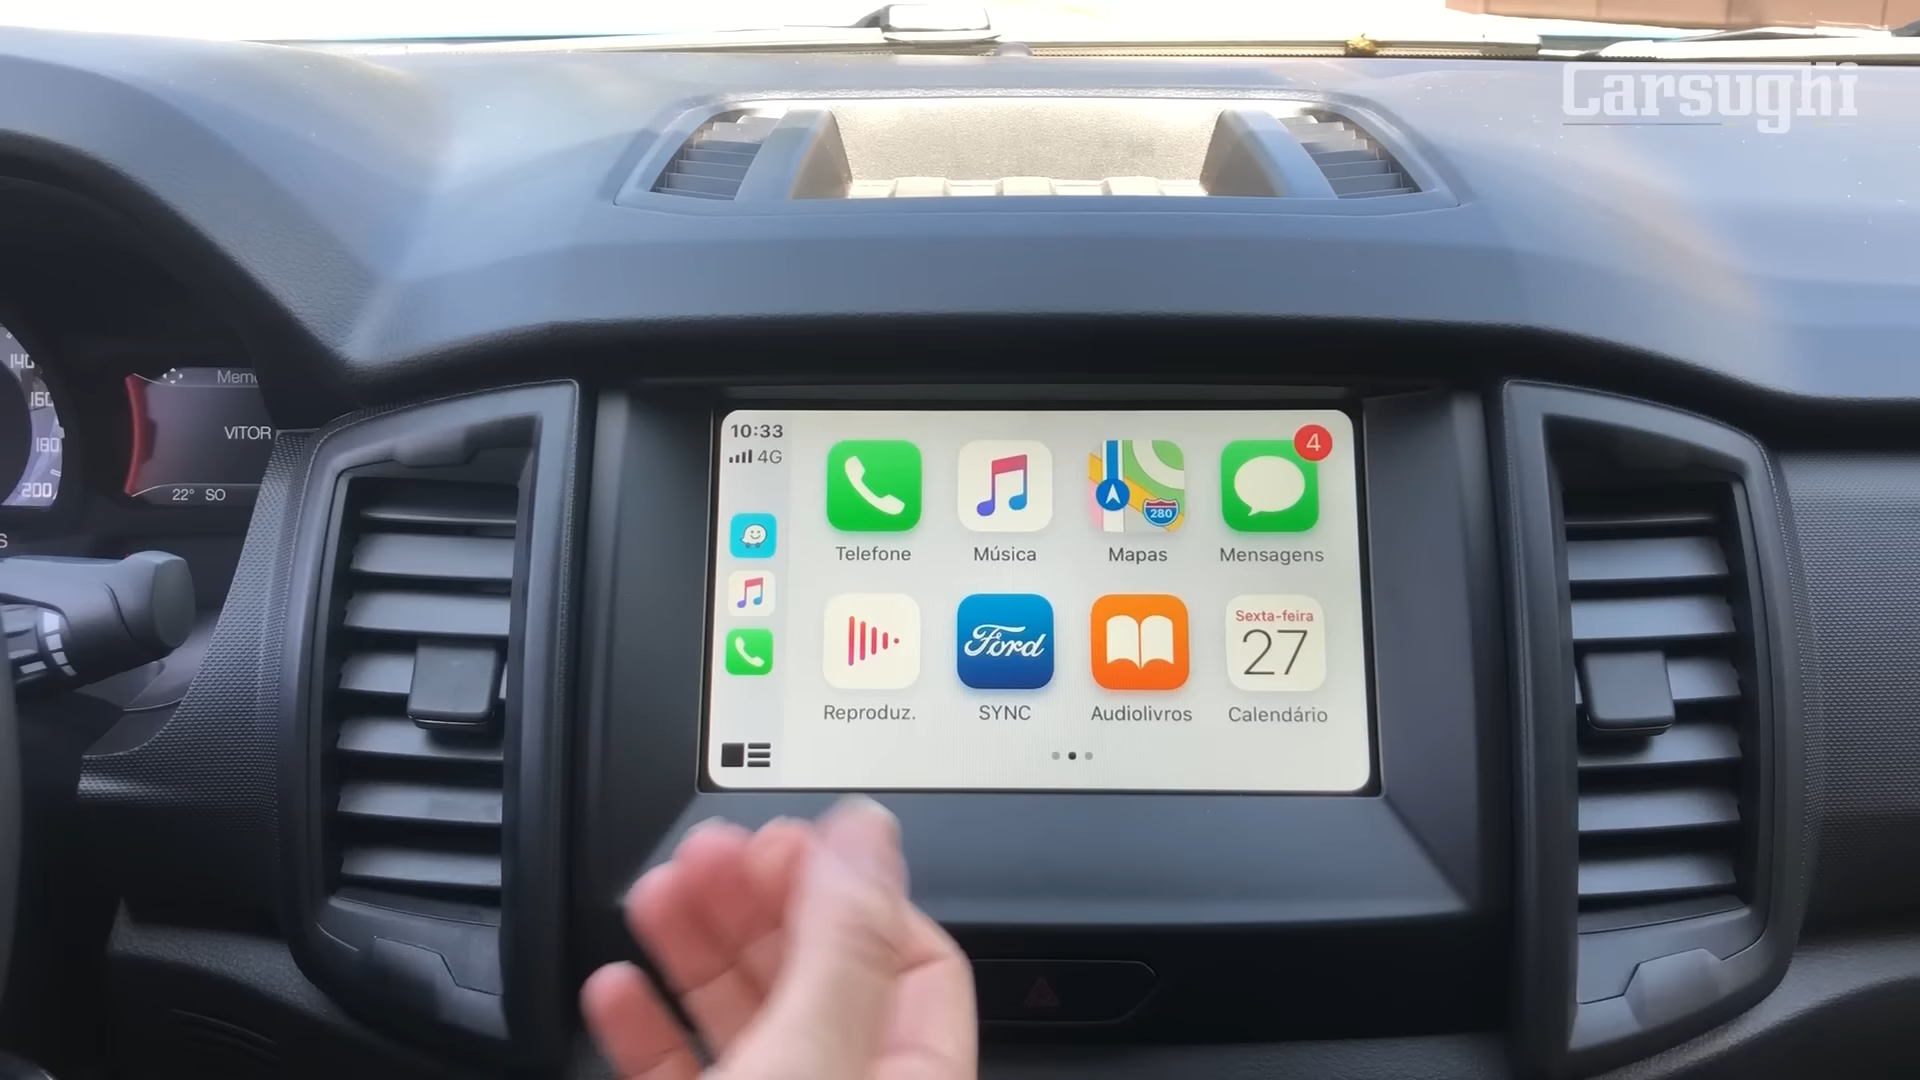 Carsughi
140
160
180
200
S
VITOR
22° SO
10:33
4G
4
280
Telefone
Música
Mapas
Mensagens
Ford
Sexta-feira
27
Reproduz.
SYNC
Audiolivros
Calendário